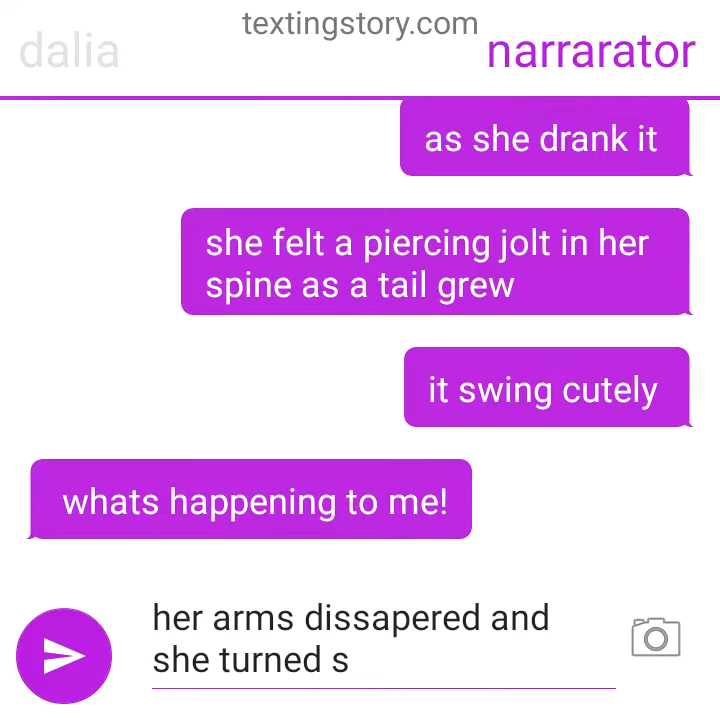 textingstory.com
dalia
narrarator
as she drank it
she felt a piercing jolt in her
spine as a tail grew
it swing cutely
whats happening to me!
her arms dissapered and
she turned s